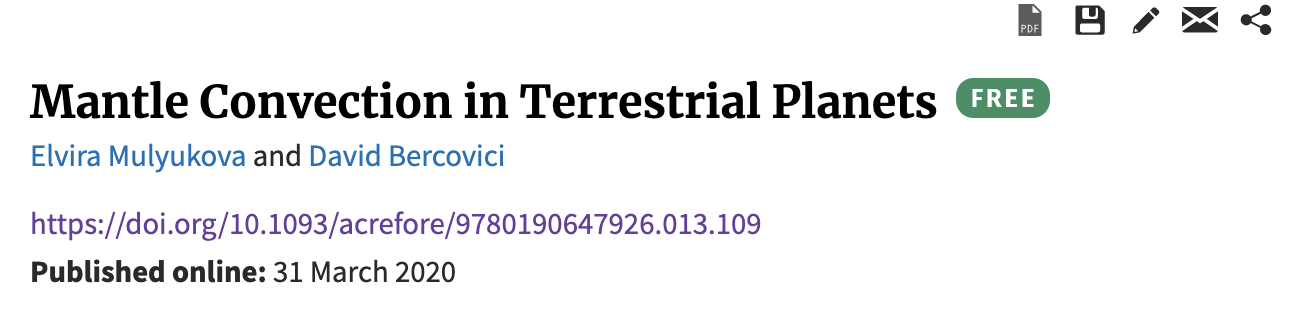 PDF
Mantle Convection in Terrestrial Planets FREE
Elvira Mulyukova and David Bercovici
https://doi.org/10.1093/acrefore/9780190647926.013.109
Published online: 31 March 2020